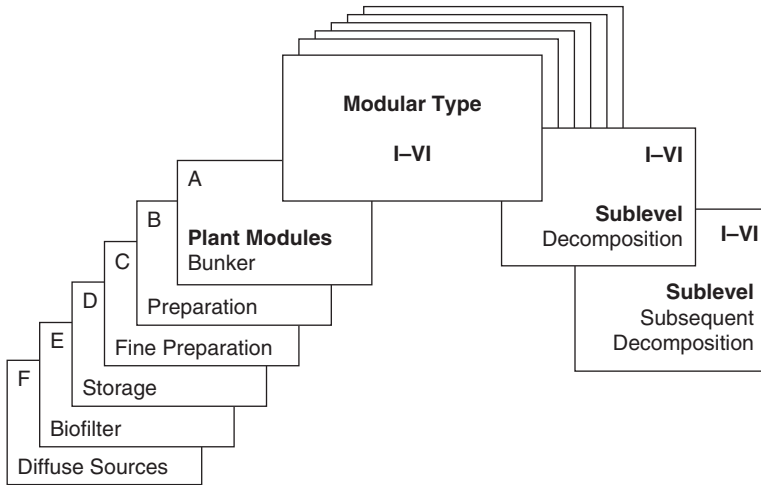 Modular Type
I–VI
A
Plant Modules
Bunker
B
Preparation
C
Fine Preparation
D
Storage
E
Biofilter
F
Diffuse Sources
I–VI
Sublevel
Decomposition
I–VI
Sublevel
Subsequent
Decomposition